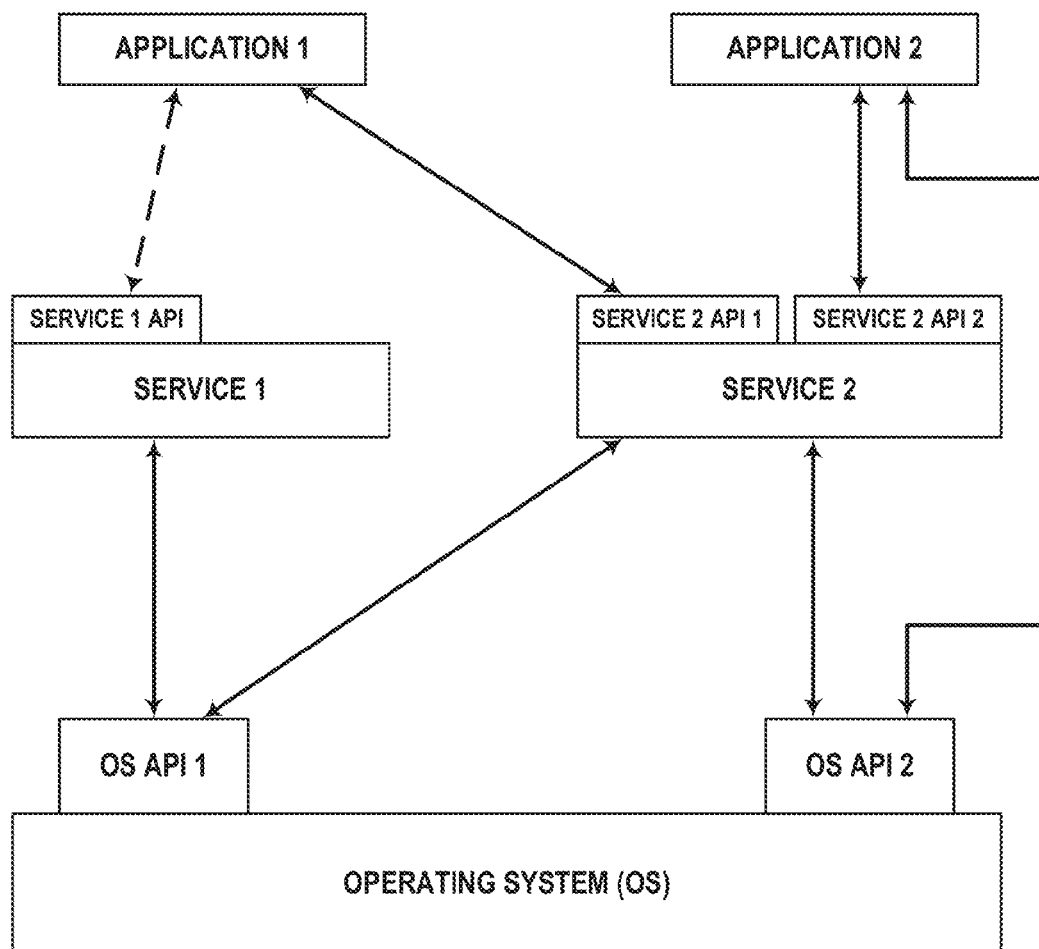 APPLICATION 1
APPLICATION 2
SERVICE 1 API
SERVICE 2 API 1
SERVICE 2 API 2
SERVICE 1
SERVICE 2
OS API 1
OS API 2
OPERATING SYSTEM (OS)